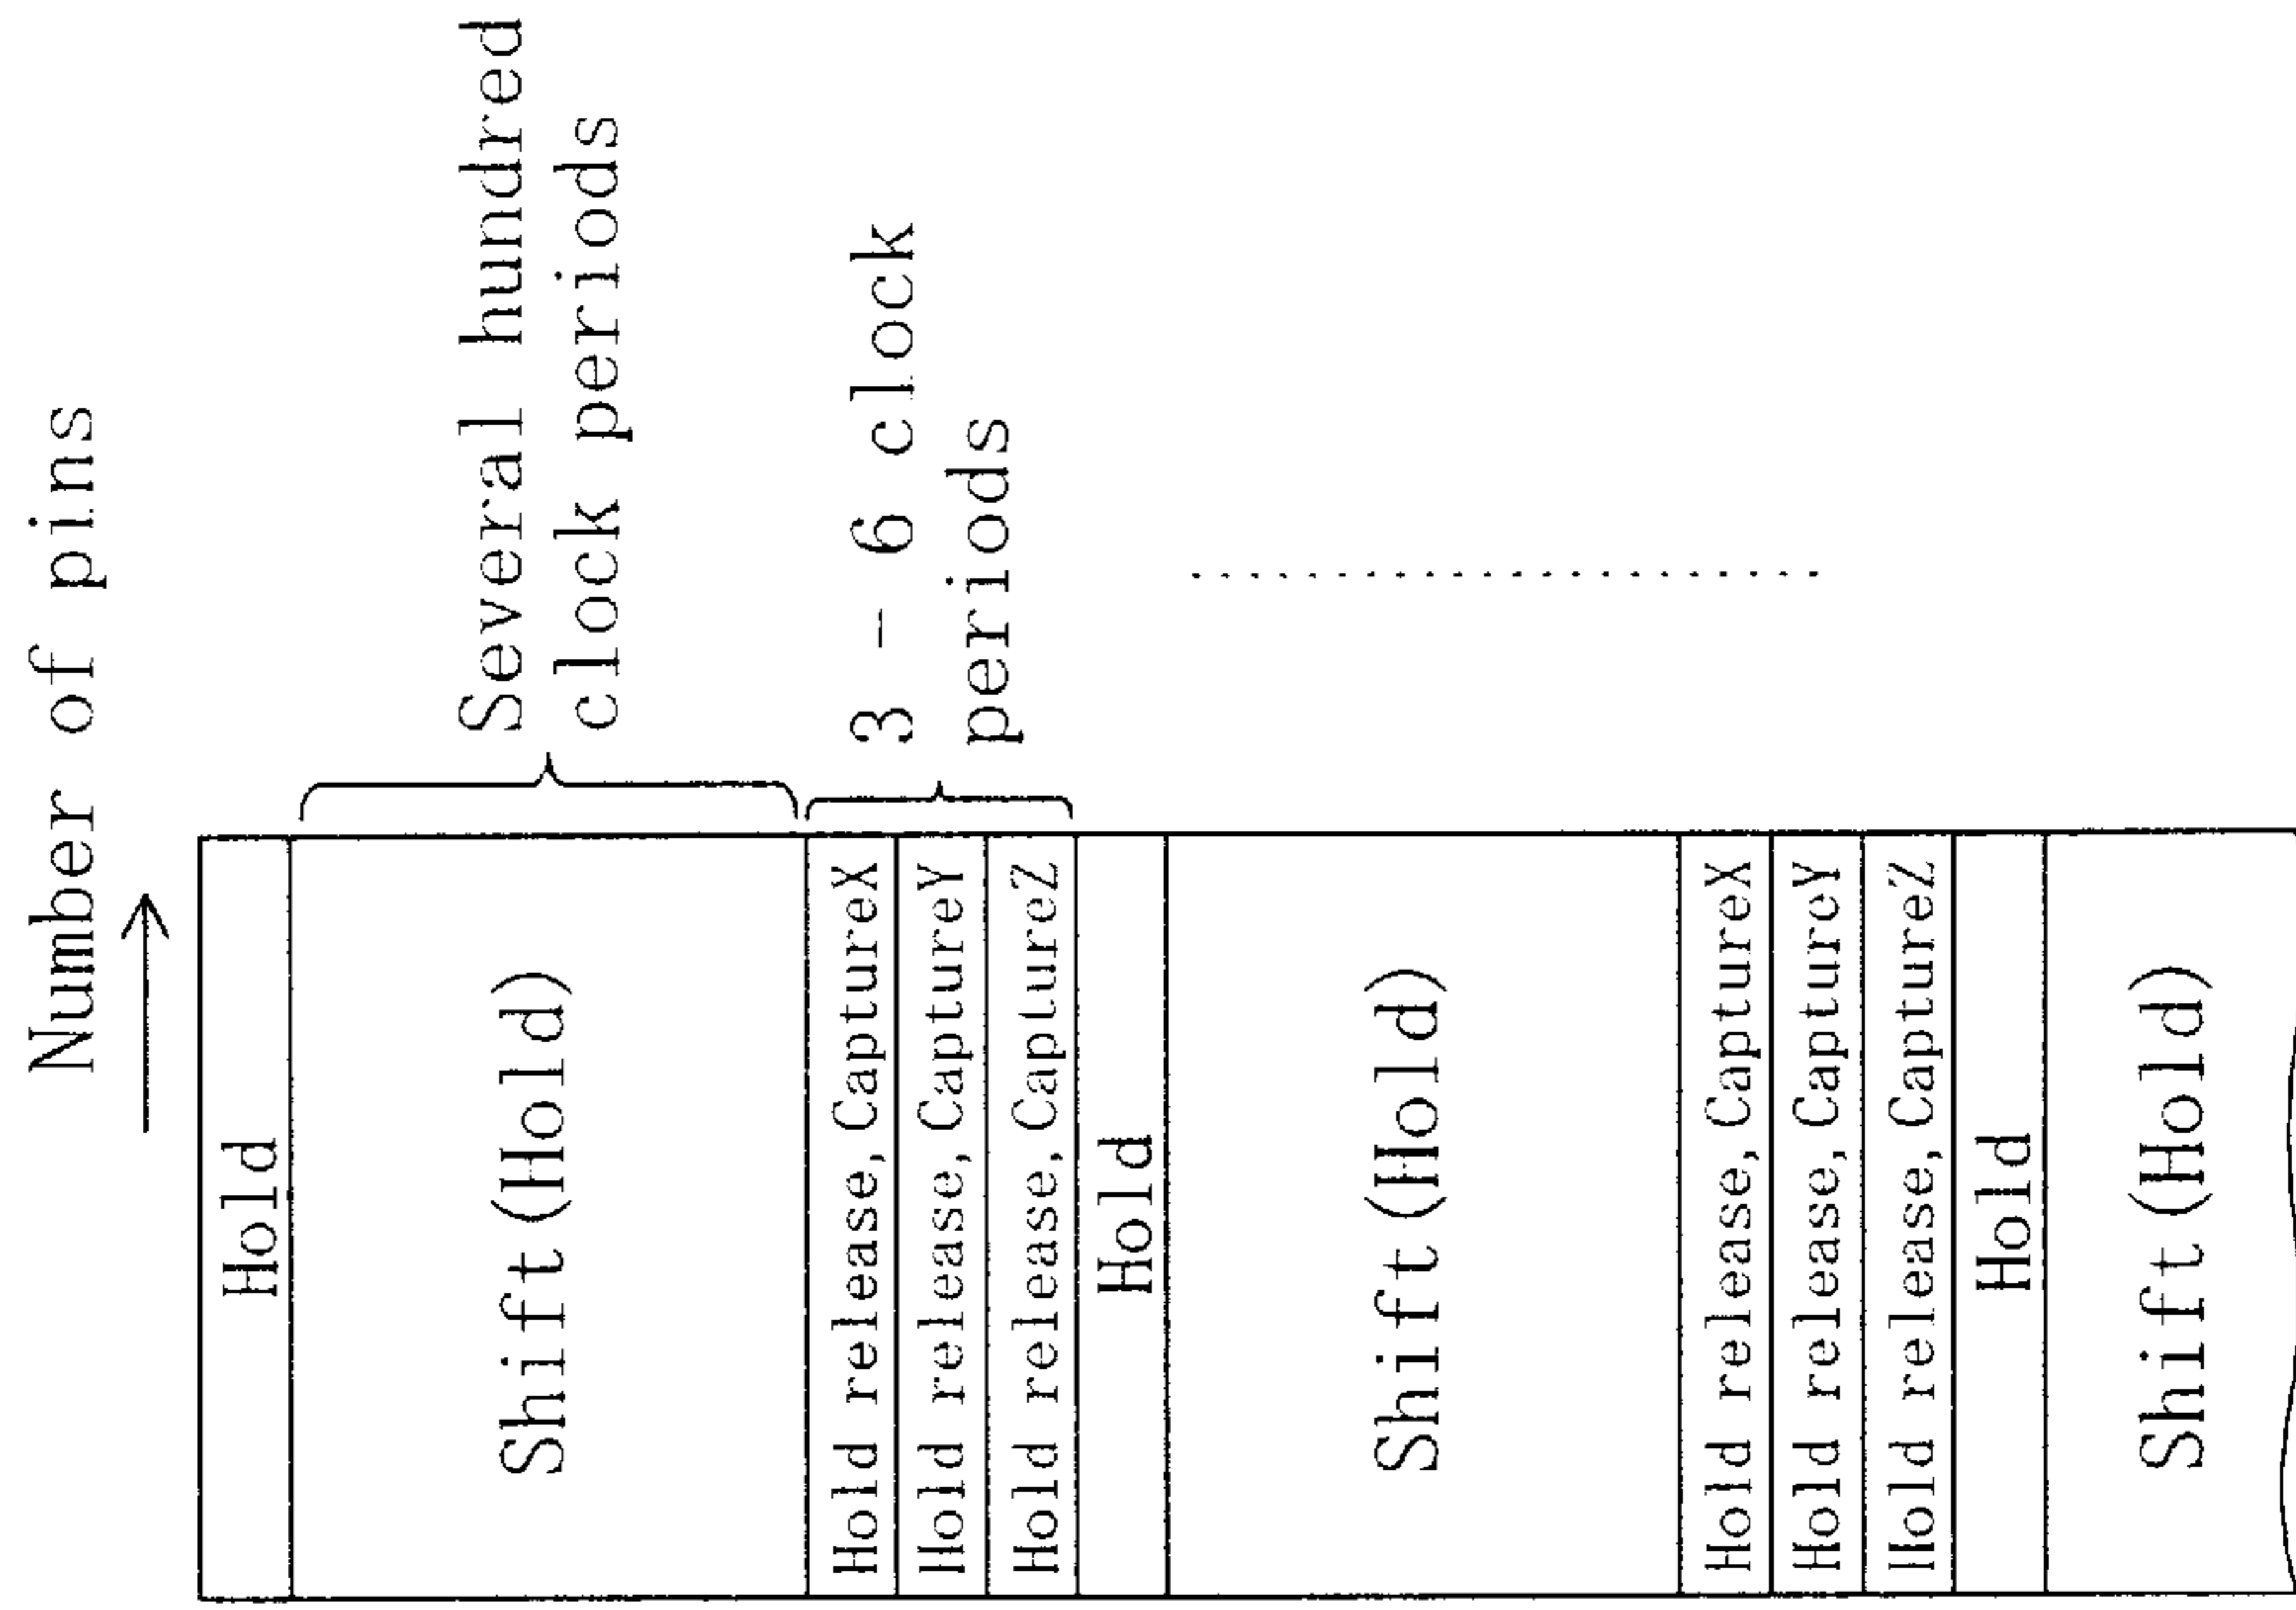 Number of pins
Hold
Shift(Hold)
Several hundred
clock periods
Hold release,CaptureX
Hold release,CaptureY
Hold release,CaptureZ
3 - 6 clock
periods
Hold
Shift(Hold)
Hold release,CaptureX
Hold release,CaptureY
Hold release,CaptureZ
Hold
Shift(Hold)